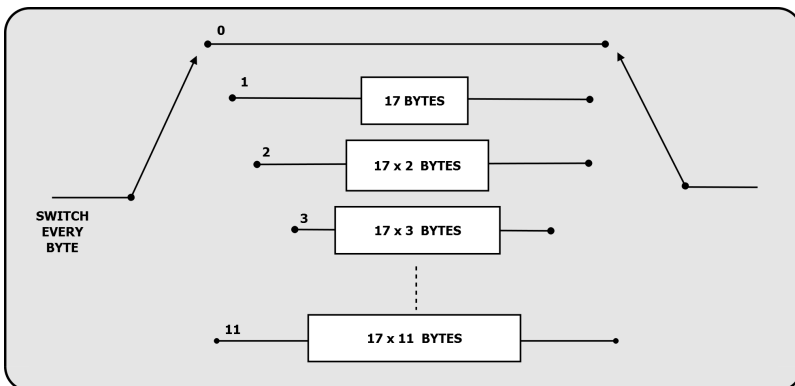 0
1
17 BYTES
2
17 x 2 BYTES
3
17 x 3 BYTES
SWITCH
EVERY
BYTE
11
17 x 11 BYTES